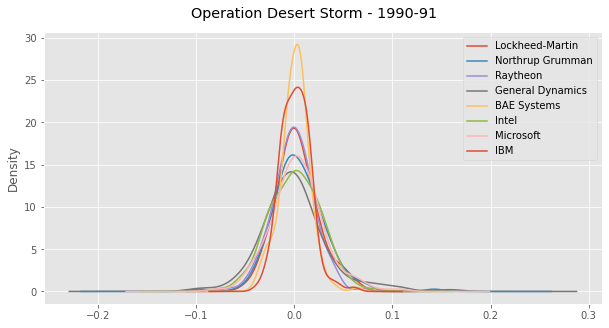 Operation Desert Storm - 1990-91
30
25
20
15
10
5
0
Density
−0.2
−0.1
0.0
0.1
0.2
0.3
Lockheed-Martin
Northrup Grumman
Raytheon
General Dynamics
BAE Systems
Intel
Microsoft
IBM